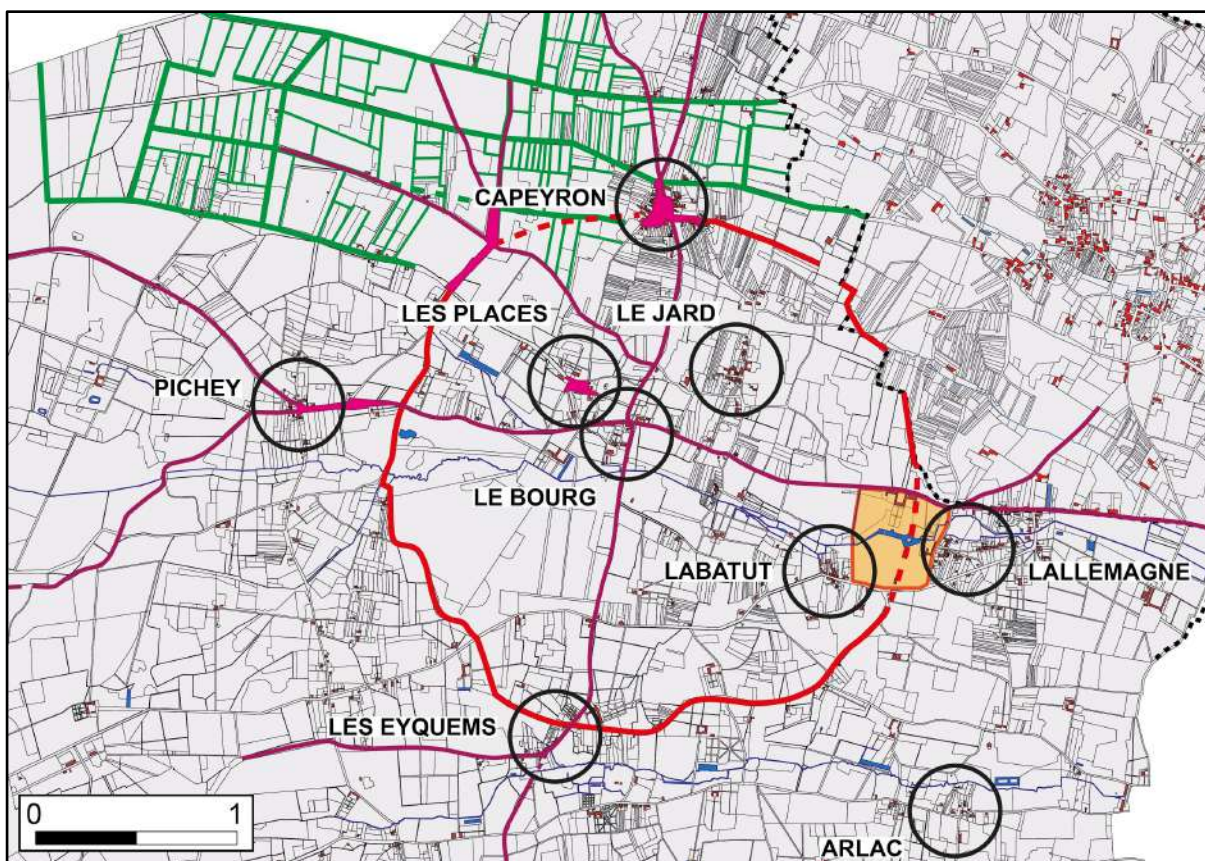 CAPEYRON
LES PLACES
LE JARD
PICHEY
LE BOURG
LABATUT
LALLEMAGNE
LES EYQUEMS
0 1
ARLAC